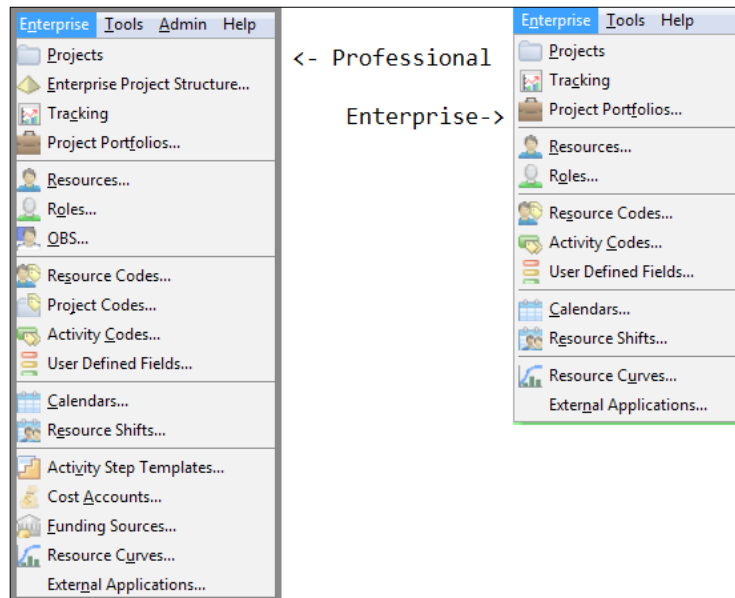 Enterprise Tools Admin Help
Projects
Enterprise Project Structure...
Tracking
Project Portfolios...
Resources...
Roles...
OBS...
Resource Codes...
Project Codes...
Activity Codes...
User Defined Fields...
Calendars...
Resource Shifts...
Activity Step Templates...
Cost Accounts...
Funding Sources...
Resource Curves...
External Applications...
<- Professional
Enterprise->
Enterprise Tools Help
Projects
Tracking
Project Portfolios...
Resources...
Roles...
Resource Codes...
Activity Codes...
User Defined Fields...
Calendars...
Resource Shifts...
Resource Curves...
External Applications...